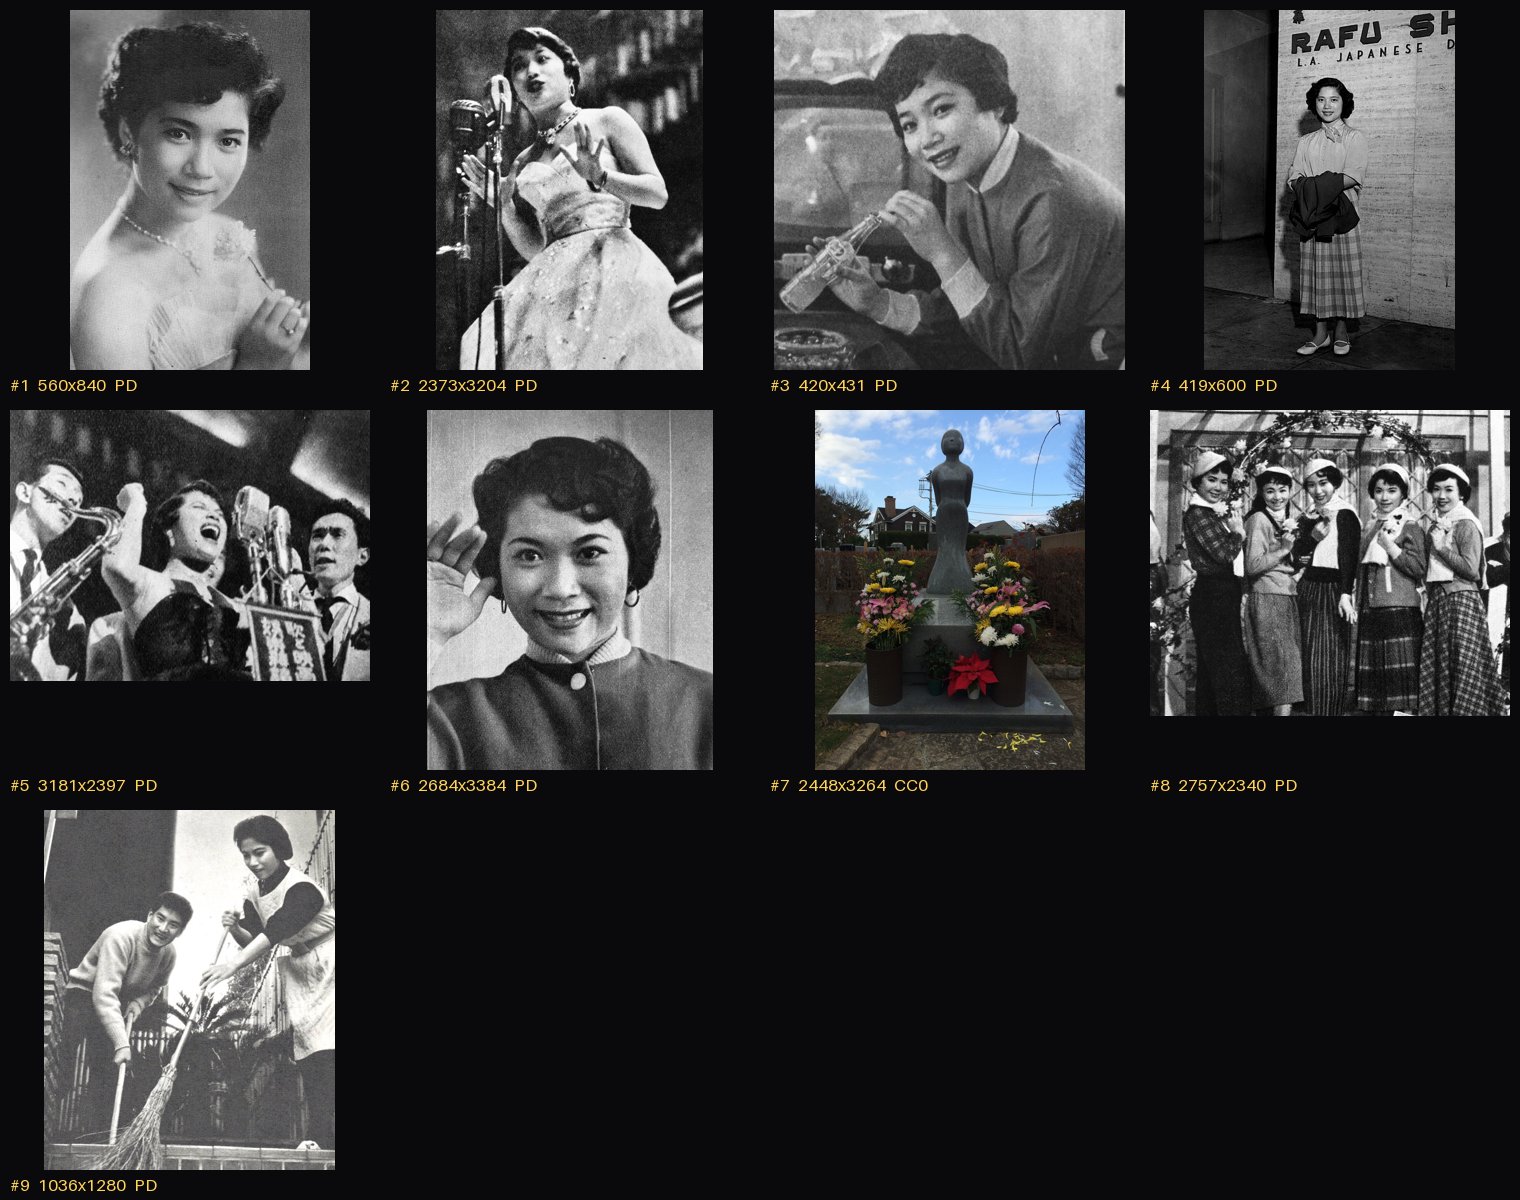 RAFU SH
L.A. JAPANESE D
#1 560x840 PD
#2 2373x3204 PD
#3 420x431 PD
#4 419x600 PD
#5 3181x2397 PD
#6 2684x3384 PD
#7 2448x3264 CC0
#8 2757x2340 PD
#9 1036x1280 PD